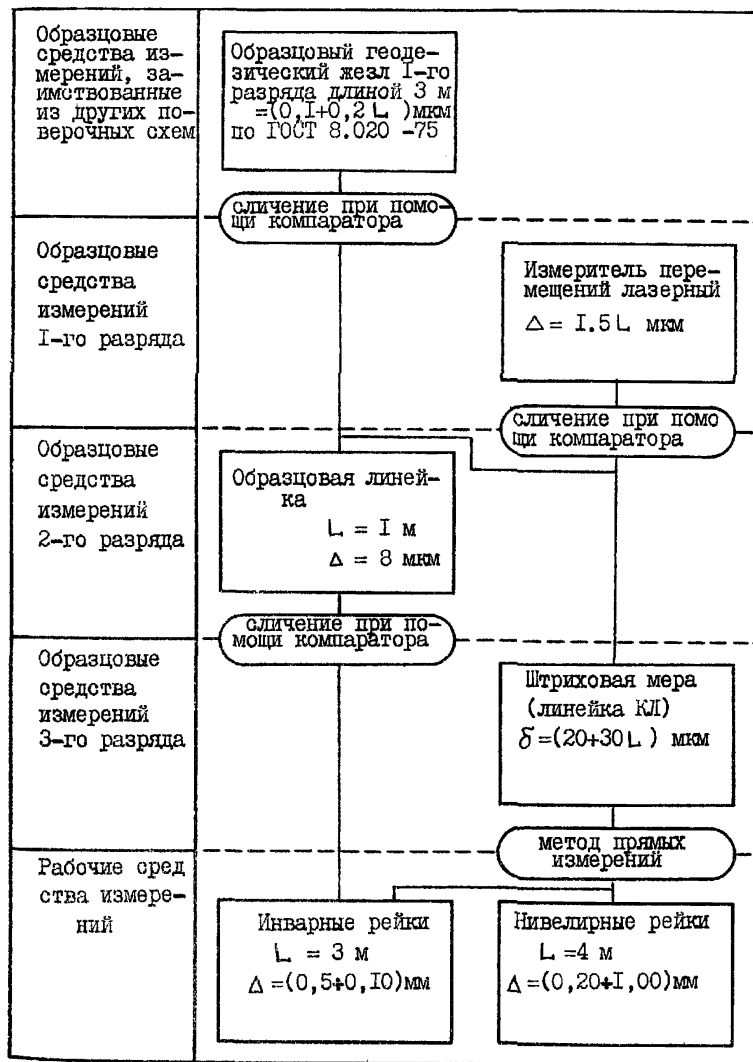 Образцовые
средства из-
мерений, за-
имствованные
из других по-
верочных схем
Образцовый геоде-
зический жезл I-го
разряда длиной 3 м
=(0,I+0,2 L )мкм
по ГОСТ 8.020 -75
сличение при помо-
щи компаратора
Образцовые
средства
измерений
I-го разряда
Измеритель пере-
мещений лазерный
Δ = I.5 L мкм
сличение при помо
щи компаратора
Образцовые
средства
измерений
2-го разряда
Образцовая линей-
ка
L = I м
Δ = 8 мкм
сличение при по-
мощи компаратора
Образцовые
средства
измерений
3-го разряда
Штриховая мера
(линейка КЛ)
δ =(20+30 L ) мкм
метод прямых
измерений
Рабочие сред
ства измере-
ний
Инварные рейки
L = 3 м
Δ =(0,5÷0,I0)мм
Нивелирные рейки
L =4 м
Δ =(0,20÷I,00)мм